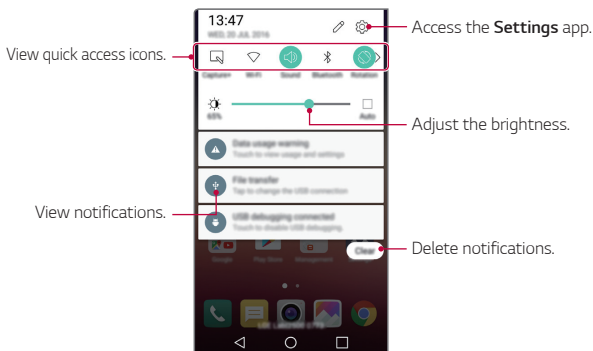 13:47
WED, 20 JUL 2016
Access the Settings app.
View quick access icons.
Capture+ Wi-Fi Sound Bluetooth Rotation
65% Auto
Adjust the brightness.
Data usage warning
Touch to view usage and settings
File transfer
Tap to change the USB connection
View notifications.
USB debugging connected
Touch to disable USB debugging.
Clear
Delete notifications.
Google Play Store Management